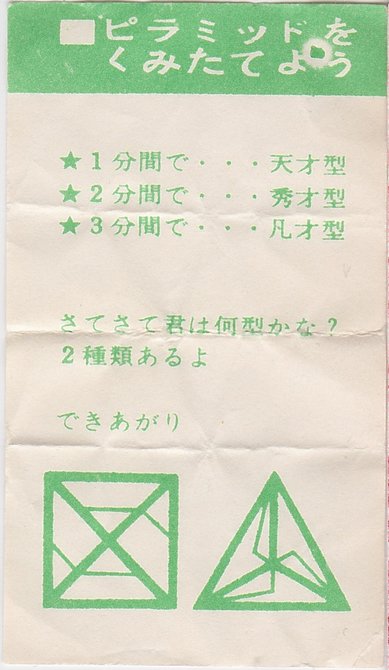 ピラミッドを
くみたてよう
★1分間で・・・天才型
★2分間で・・・秀才型
★3分間で・・・凡才型
さてさて君は何型かな?
2種類あるよ
できあがり